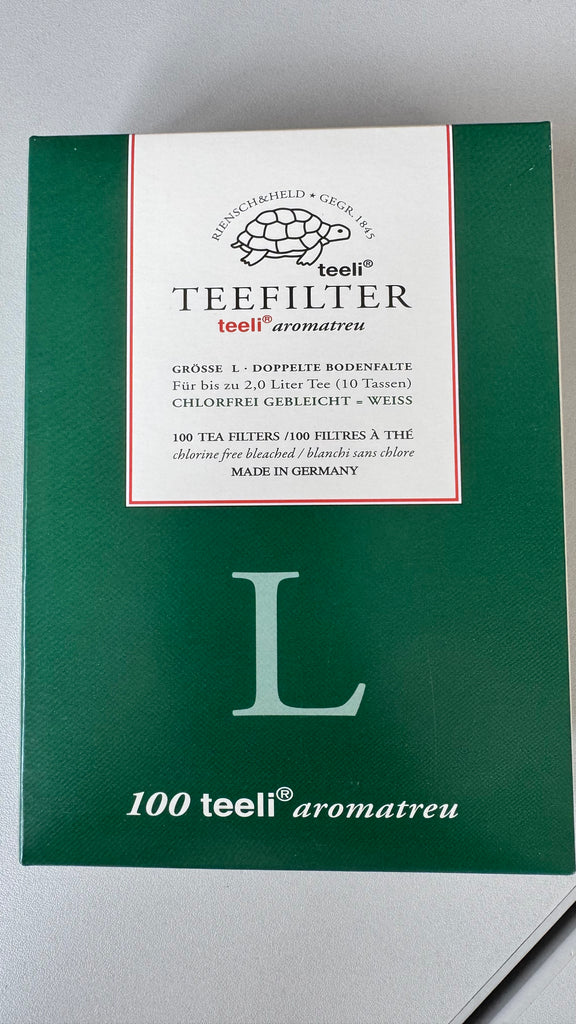 RIENSCH&HELD ★ GEGR. 1845
teeli®
TEEFILTER
teeli® aromatreu
GRÖSSE L · DOPPELTE BODENFALTE
Für bis zu 2,0 Liter Tee (10 Tassen)
CHLORFREI GEBLEICHT = WEISS
100 TEA FILTERS /100 FILTRES À THÉ
chlorine free bleached / blanchi sans chlore
MADE IN GERMANY
L
100 teeli® aromatreu